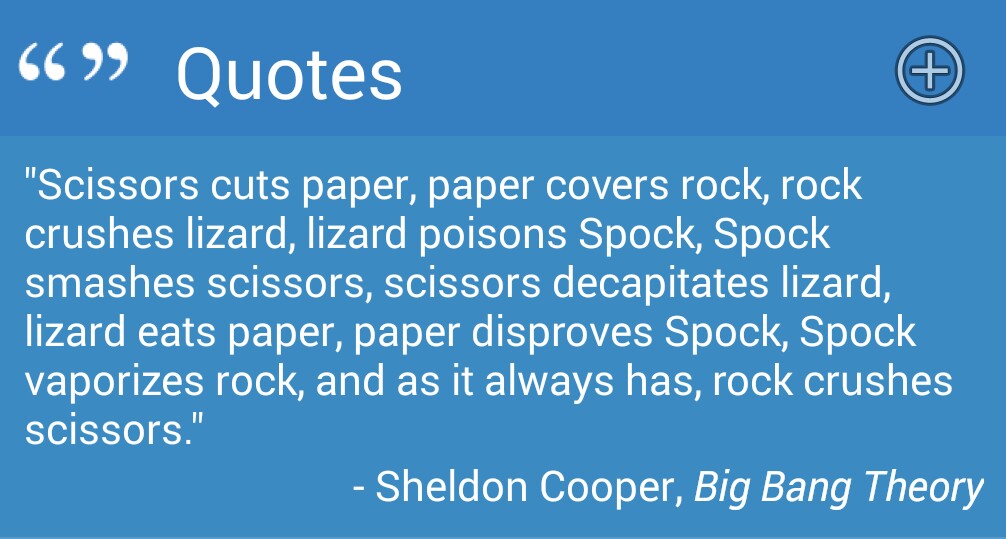 “ ” Quotes
"Scissors cuts paper, paper covers rock, rock
crushes lizard, lizard poisons Spock, Spock
smashes scissors, scissors decapitates lizard,
lizard eats paper, paper disproves Spock, Spock
vaporizes rock, and as it always has, rock crushes
scissors."
- Sheldon Cooper, Big Bang Theory